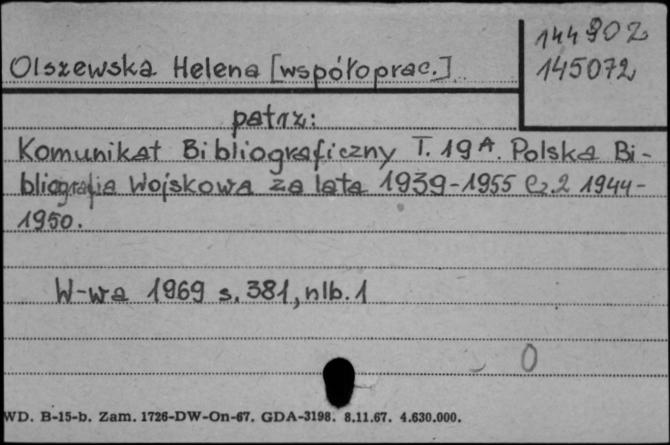 144902
Olszewska Helena [współoprac.]
145072
patrz:
Komunikat Bibliograficzny T. 19A. Polska Bi-
bliografia Wojskowa za lata 1939-1955 Cz.2 1944-
1950.
W-wa 1969 s. 381, nlb. 1
0
WD. B-15-b. Zam. 1726-DW-On-67. GDA-3198. 8.11.67. 4.630.000.